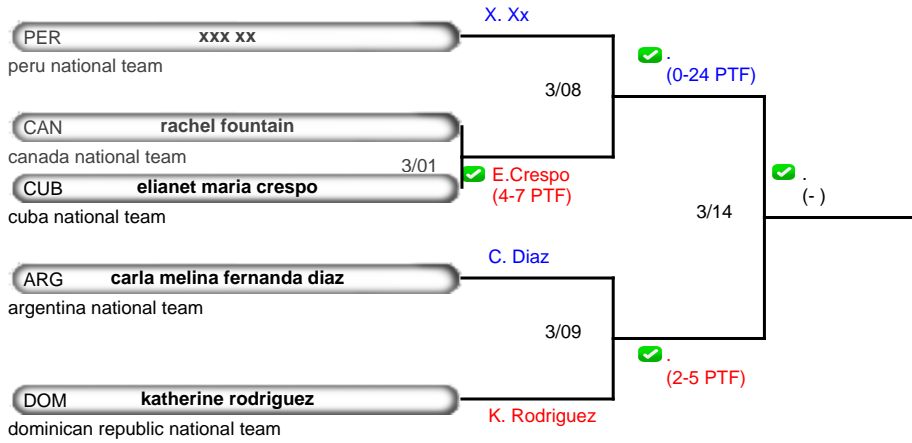 X. Xx
PER xxx xx
peru national team
✅ .
(0-24 PTF)
3/08
CAN rachel fountain
canada national team
3/01
✅ E.Crespo
(4-7 PTF)
CUB elianet maria crespo
cuba national team
✅ .
(- )
3/14
C. Diaz
ARG carla melina fernanda diaz
argentina national team
3/09
✅ .
(2-5 PTF)
DOM katherine rodriguez
K. Rodriguez
dominican republic national team